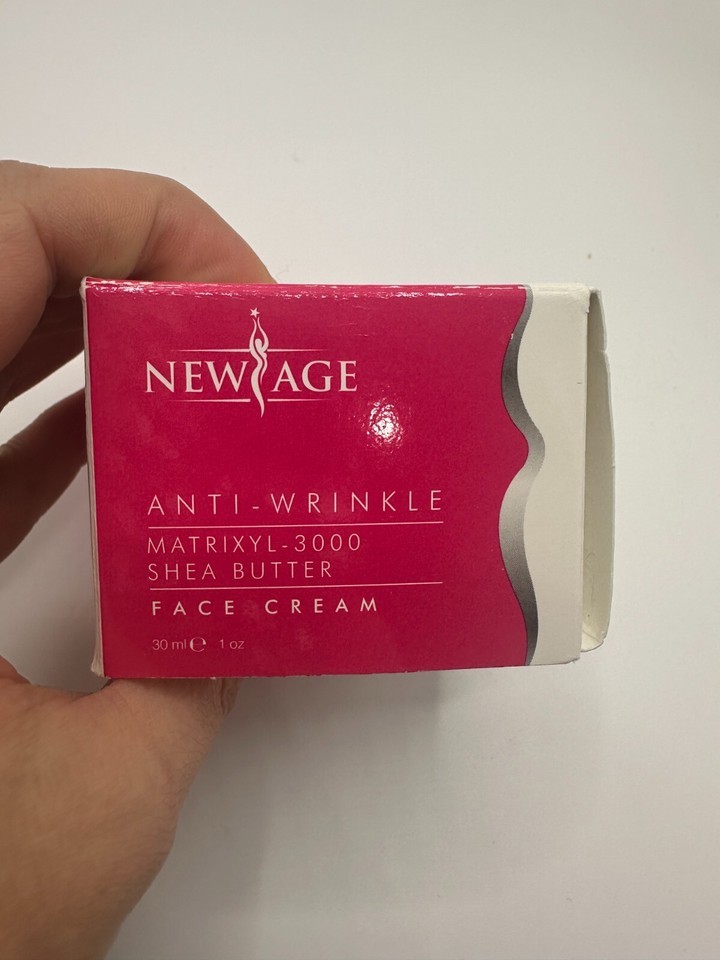 NEW AGE
ANTI-WRINKLE
MATRIXYL-3000
SHEA BUTTER
FACE CREAM
30 ml ℮ 1 oz